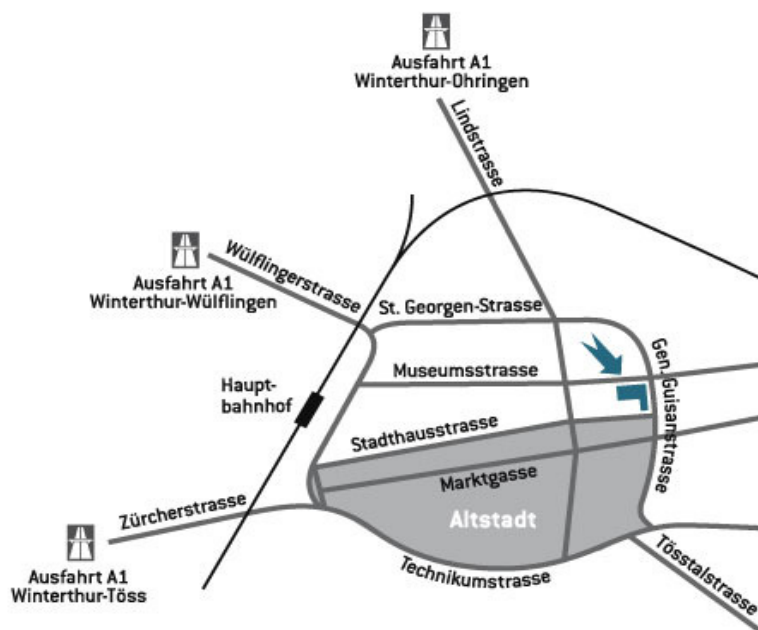 Ausfahrt A1
Winterthur-Ohringen
Lindstrasse
Wülflingerstrasse
Ausfahrt A1
Winterthur-Wülflingen
St. Georgen-Strasse
Gen.-Guisanstrasse
Museumsstrasse
Haupt-
bahnhof
Stadthausstrasse
Marktgasse
Zürcherstrasse
Altstadt
Ausfahrt A1
Winterthur-Töss
Technikumstrasse
Tösstalstrasse